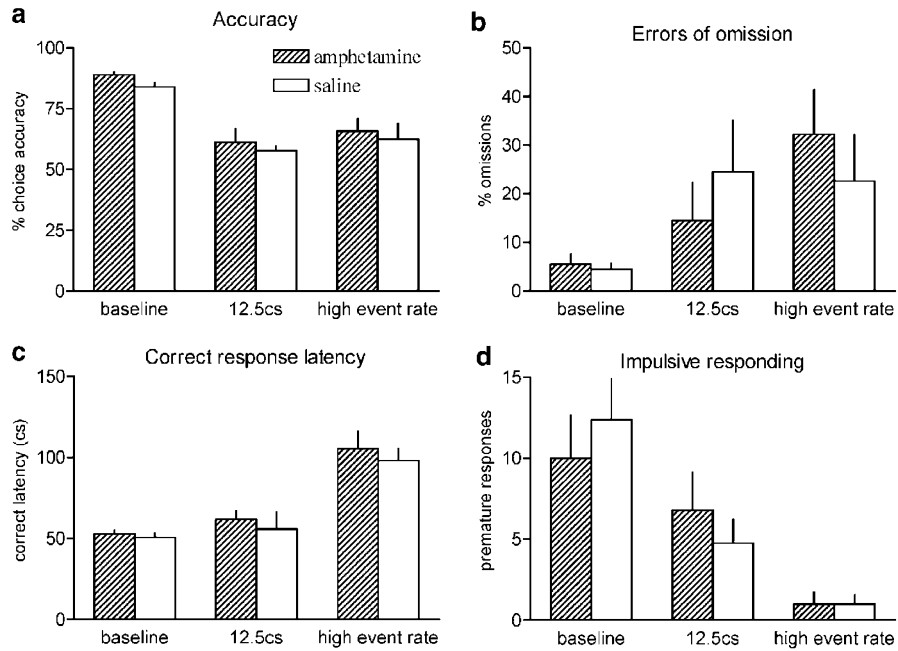 a
Accuracy
% choice accuracy
100
75
50
25
0
amphetamine
saline
baseline
12.5cs
high event rate
b
Errors of omission
% omissions
50
40
30
20
10
0
baseline
12.5cs
high event rate
c
Correct response latency
correct latency (cs)
150
100
50
0
baseline
12.5cs
high event rate
d
Impulsive responding
premature responses
15
10
5
0
baseline
12.5cs
high event rate